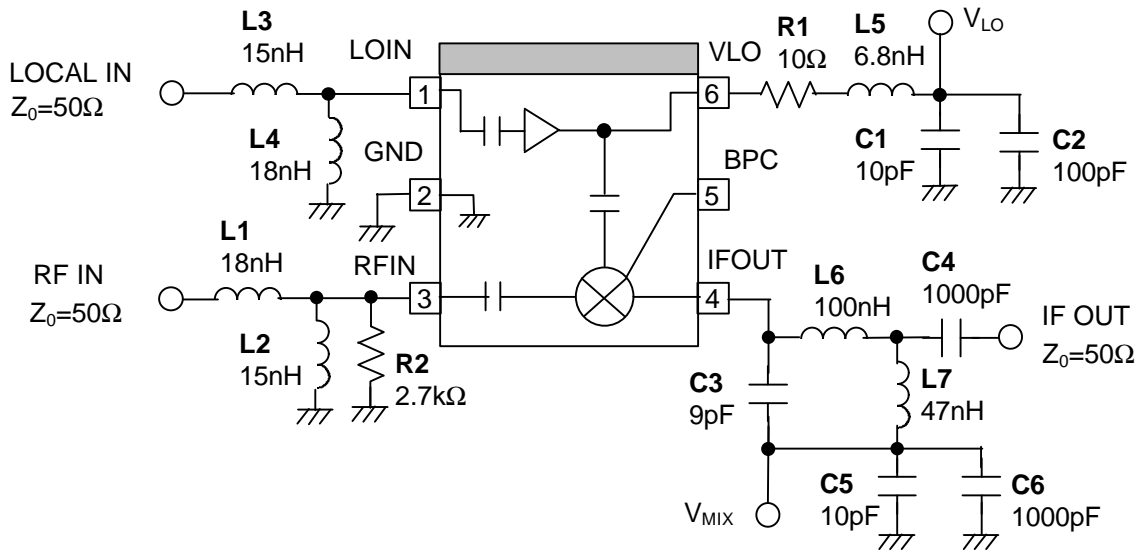 L3
15nH
LOCAL IN
Z0=50Ω
LOIN
1
L4
18nH
GND
2
L1
18nH
RF IN
Z0=50Ω
RFIN
3
L2
15nH
R2
2.7kΩ
VLO
6
R1
10Ω
L5
6.8nH
VLO
C1
10pF
C2
100pF
BPC
5
IFOUT
4
L6
100nH
C4
1000pF
IF OUT
Z0=50Ω
C3
9pF
L7
47nH
VMIX
C5
10pF
C6
1000pF